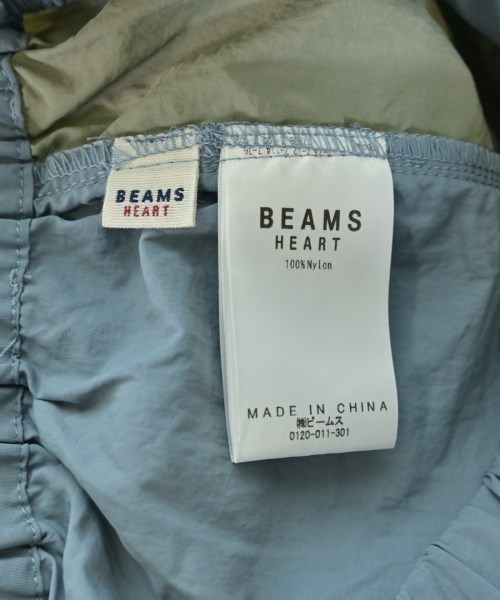 BEAMS
HEART
BEAMS
HEART
100%Nylon
MADE IN CHINA
㈱ビームス
0120-011-301